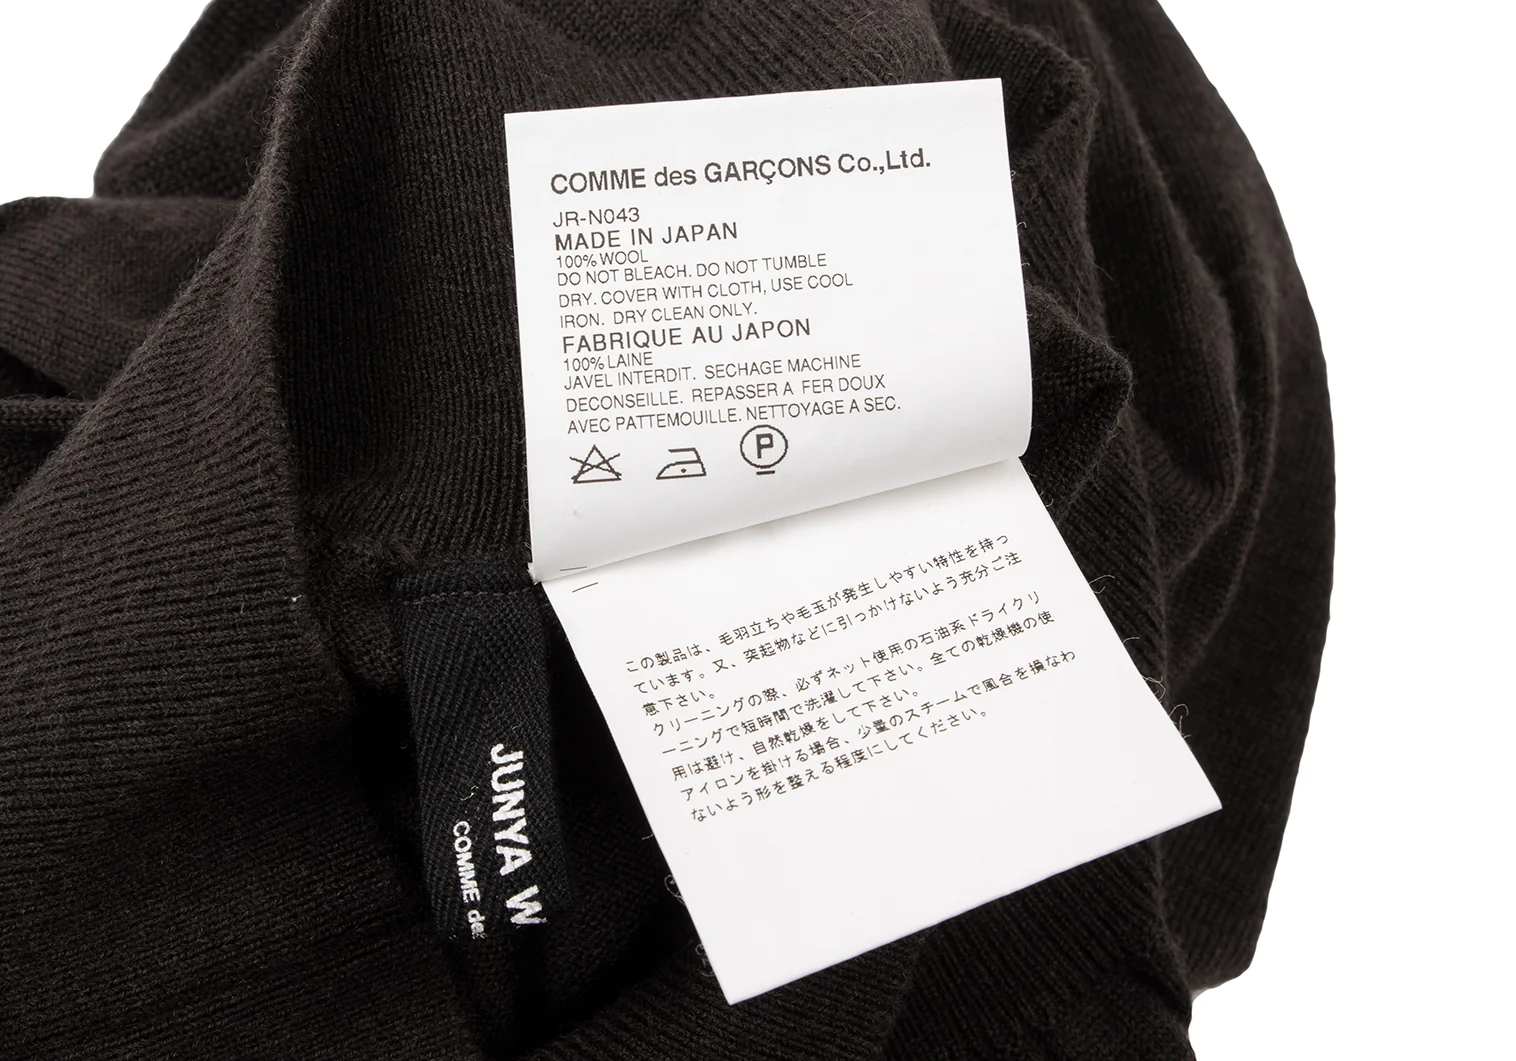 COMME des GARÇONS Co.,Ltd.
JR-N043
MADE IN JAPAN
100% WOOL
DO NOT BLEACH. DO NOT TUMBLE
DRY. COVER WITH CLOTH, USE COOL
IRON. DRY CLEAN ONLY.
FABRIQUE AU JAPON
100% LAINE
JAVEL INTERDIT. SECHAGE MACHINE
DECONSEILLE. REPASSER A FER DOUX
AVEC PATTEMOUILLE. NETTOYAGE A SEC.
P
この製品は、毛羽立ちや毛玉が発生しやすい特性を持っ
ています。又、突起物などに引っかけないよう充分ご注
意下さい。
クリーニングの際、必ずネット使用の石油系ドライクリ
ーニングで短時間で洗濯して下さい。全ての乾燥機の使
用は避け、自然乾燥をして下さい。
アイロンを掛ける場合、少量のスチームで風合を損なわ
ないよう形を整える程度にしてください。
JUNYA W
COMME des